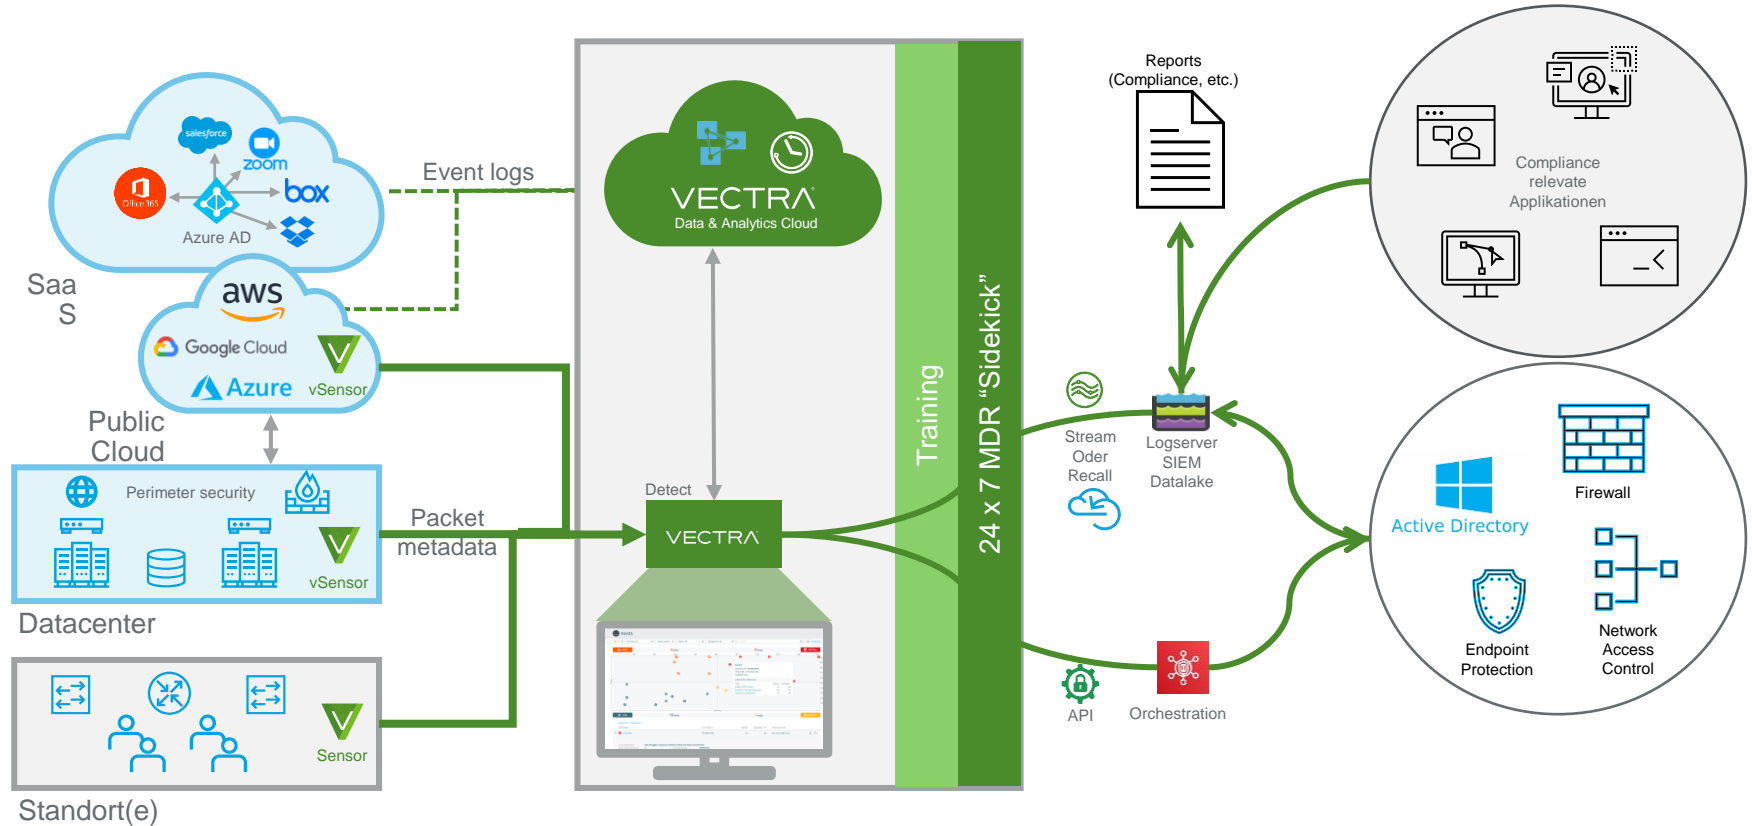 salesforce
zoom
Office 365
box
Azure AD
Saa
S
Event logs
aws
Google Cloud
Azure
vSensor
Public
Cloud
Perimeter security
vSensor
Datacenter
Packet
metadata
Sensor
Standort(e)
VECTRA
Data & Analytics Cloud
Detect
VECTRA
Training
24 x 7 MDR “Sidekick”
Reports
(Compliance, etc.)
Stream
Oder
Recall
Logserver
SIEM
Datalake
API
Orchestration
Compliance
relevate
Applikationen
Active Directory
Firewall
Endpoint
Protection
Network
Access
Control